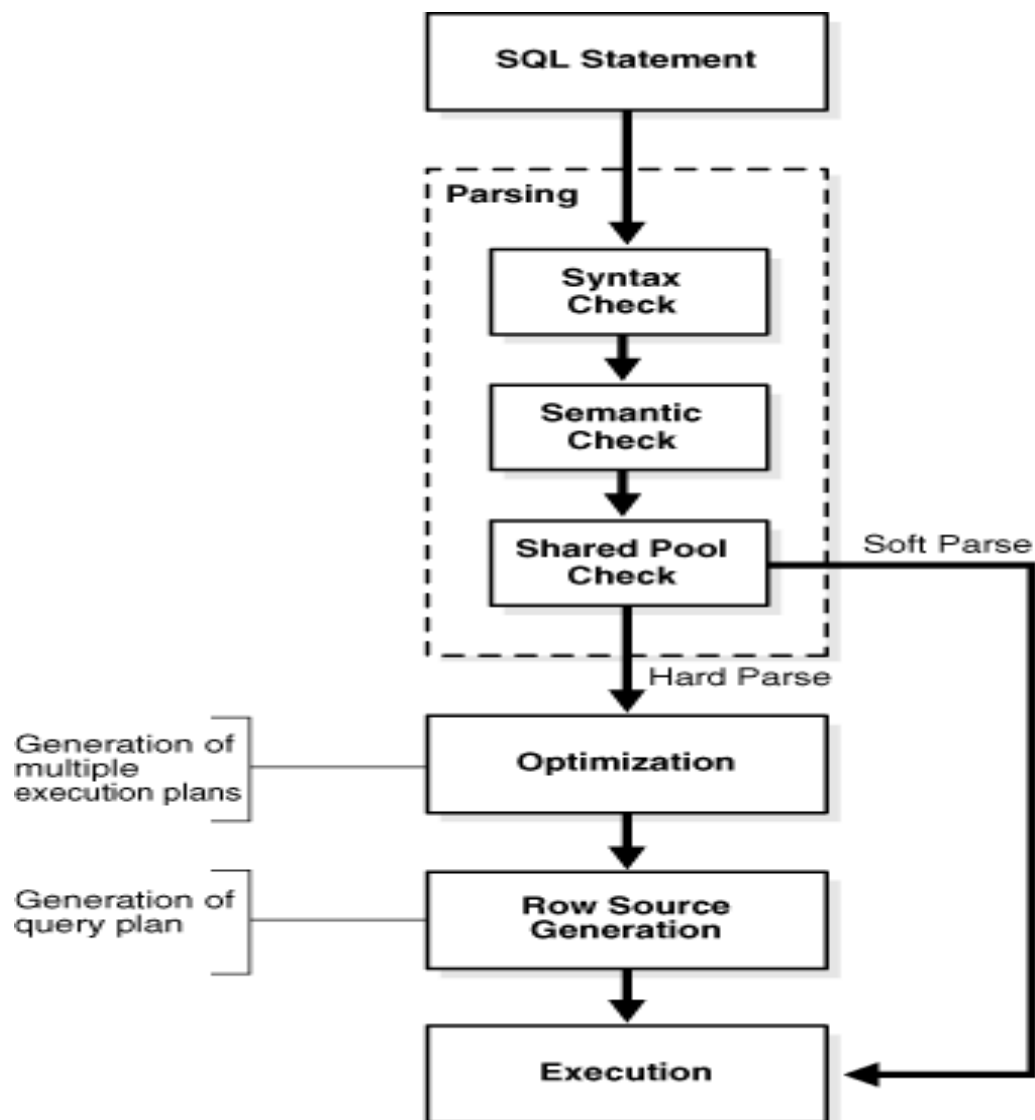 SQL Statement
Parsing
Syntax
Check
Semantic
Check
Shared Pool
Check
Soft Parse
Hard Parse
Generation of
multiple
execution plans
Optimization
Generation of
query plan
Row Source
Generation
Execution